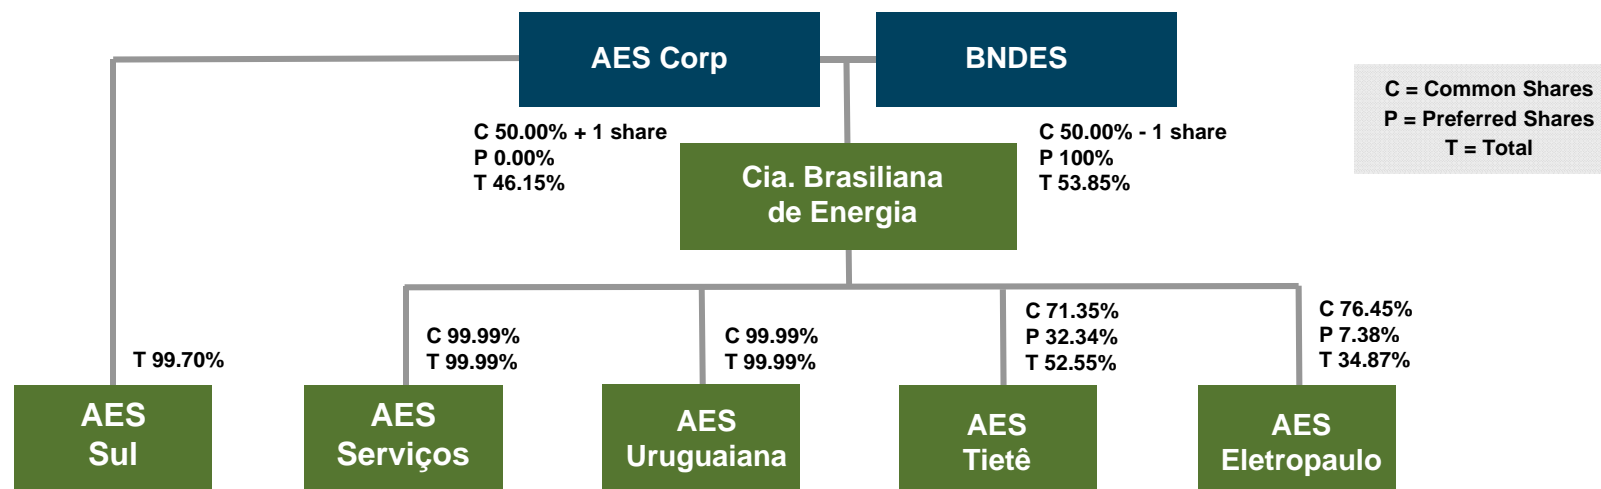 AES Corp
BNDES
C = Common Shares
P = Preferred Shares
T = Total
C 50.00% + 1 share
P 0.00%
T 46.15%
C 50.00% - 1 share
P 100%
T 53.85%
Cia. Brasiliana
de Energia
T 99.70%
C 99.99%
T 99.99%
C 99.99%
T 99.99%
C 71.35%
P 32.34%
T 52.55%
C 76.45%
P 7.38%
T 34.87%
AES
Sul
AES
Serviços
AES
Uruguaiana
AES
Tietê
AES
Eletropaulo